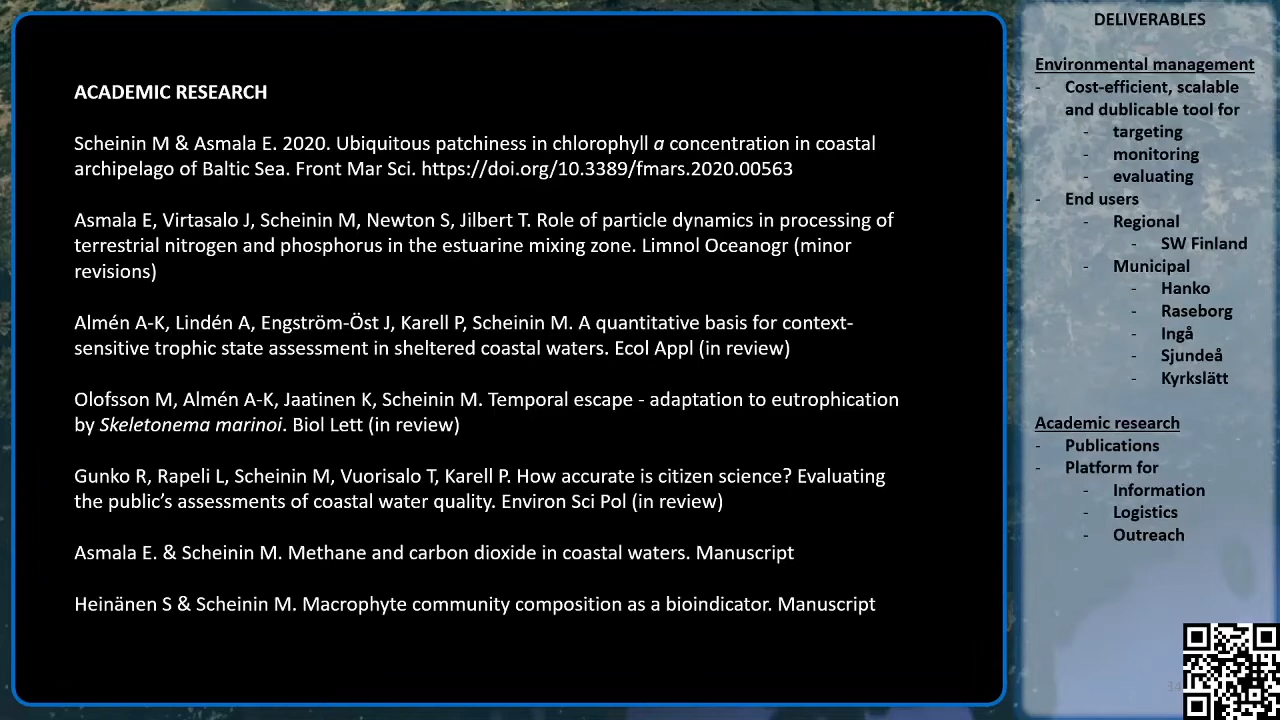 ACADEMIC RESEARCH
Scheinin M & Asmala E. 2020. Ubiquitous patchiness in chlorophyll a concentration in coastal
archipelago of Baltic Sea. Front Mar Sci. https://doi.org/10.3389/fmars.2020.00563
Asmala E, Virtasalo J, Scheinin M, Newton S, Jilbert T. Role of particle dynamics in processing of
terrestrial nitrogen and phosphorus in the estuarine mixing zone. Limnol Oceanogr (minor
revisions)
Almén A-K, Lindén A, Engström-Öst J, Karell P, Scheinin M. A quantitative basis for context-
sensitive trophic state assessment in sheltered coastal waters. Ecol Appl (in review)
Olofsson M, Almén A-K, Jaatinen K, Scheinin M. Temporal escape - adaptation to eutrophication
by Skeletonema marinoi. Biol Lett (in review)
Gunko R, Rapeli L, Scheinin M, Vuorisalo T, Karell P. How accurate is citizen science? Evaluating
the public’s assessments of coastal water quality. Environ Sci Pol (in review)
Asmala E. & Scheinin M. Methane and carbon dioxide in coastal waters. Manuscript
Heinänen S & Scheinin M. Macrophyte community composition as a bioindicator. Manuscript
DELIVERABLES
Environmental management
- Cost-efficient, scalable
and dublicable tool for
- targeting
- monitoring
- evaluating
- End users
- Regional
- SW Finland
- Municipal
- Hanko
- Raseborg
- Ingå
- Sjundeå
- Kyrkslätt
Academic research
- Publications
- Platform for
- Information
- Logistics
- Outreach
34